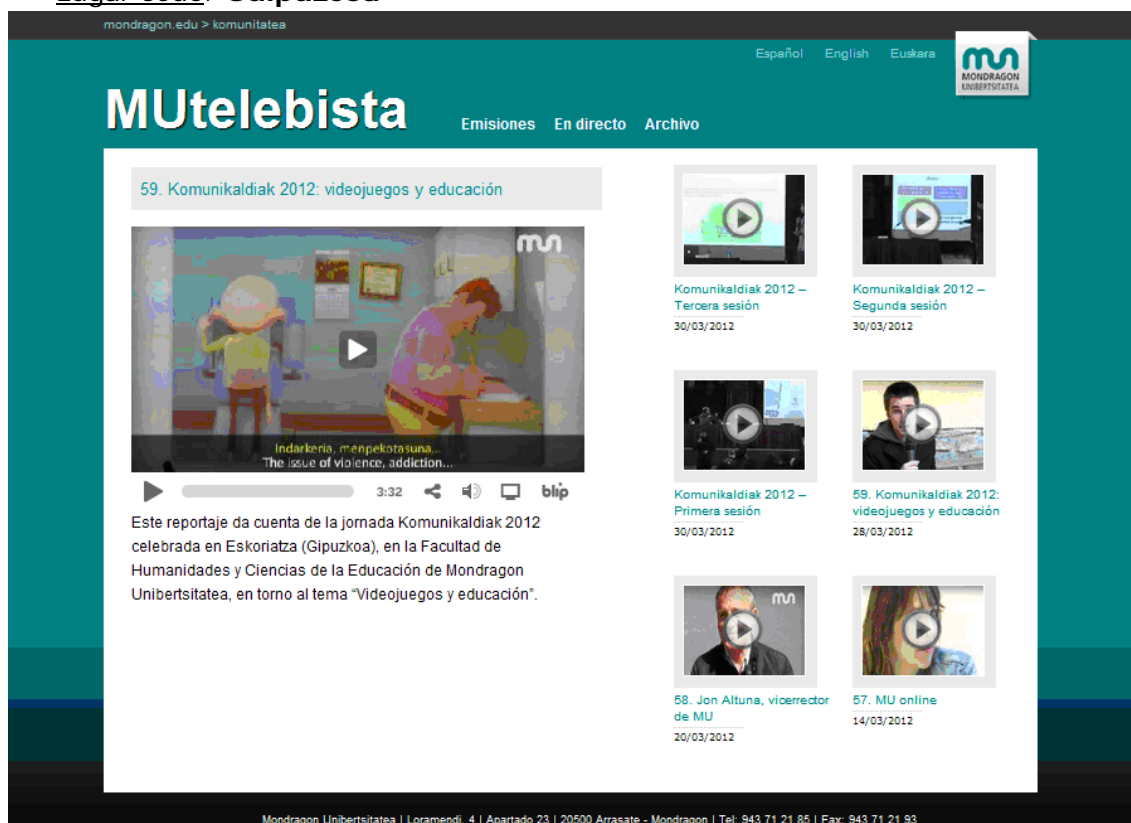 Lugar sede: Guipúzcoa
mondragon.edu > komunitatea
Español English Euskara
MONDRAGON
UNIBERTSITATEA
MUtelebista
Emisiones En directo Archivo
59. Komunikaldiak 2012: videojuegos y educación
Indarkeria, menpekotasuna...
The issue of violence, addiction...
3:32
blip
Este reportaje da cuenta de la jornada Komunikaldiak 2012
celebrada en Eskoriatza (Gipuzkoa), en la Facultad de
Humanidades y Ciencias de la Educación de Mondragon
Unibertsitatea, en torno al tema “Videojuegos y educación”.
Komunikaldiak 2012 –
Tercera sesión
30/03/2012
Komunikaldiak 2012 –
Segunda sesión
30/03/2012
Komunikaldiak 2012 –
Primera sesión
30/03/2012
59. Komunikaldiak 2012:
videojuegos y educación
28/03/2012
58. Jon Altuna, vicerrector
de MU
20/03/2012
57. MU online
14/03/2012
Mondragon Unibertsitatea | Loramendi, 4 | Apartado 23 | 20500 Arrasate - Mondragon | Tel: 943 71 21 85 | Fax: 943 71 21 93